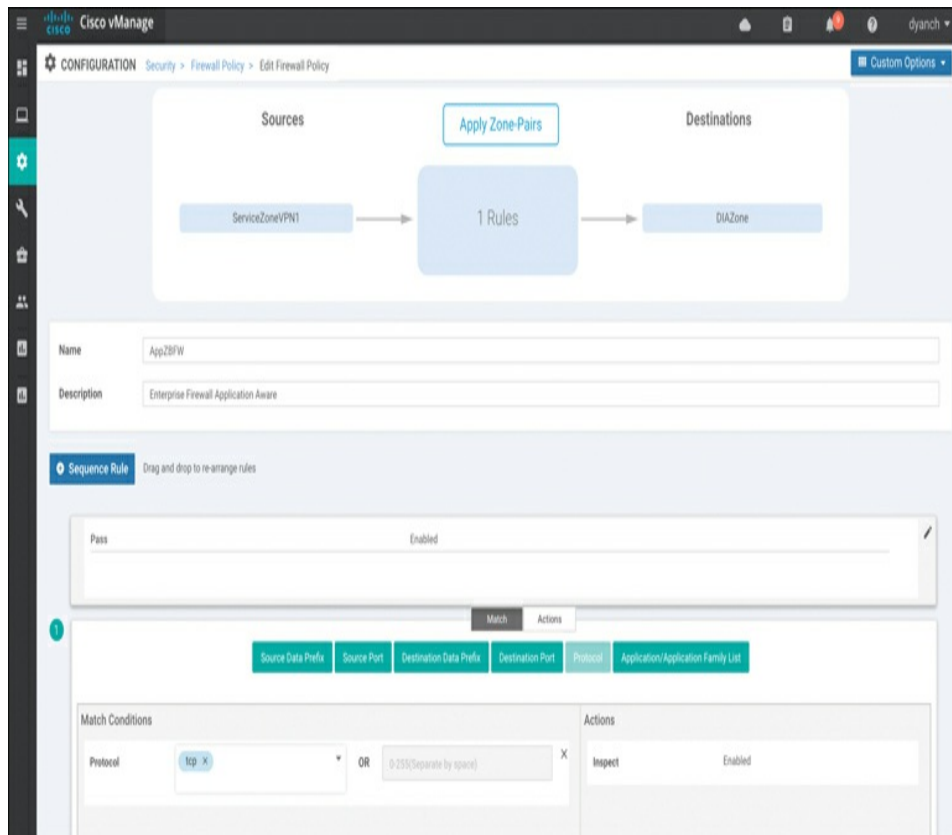 cisco Cisco vManage dyanch
CONFIGURATION Security > Firewall Policy > Edit Firewall Policy Custom Options
Sources Apply Zone-Pairs Destinations
ServiceZoneVPN1 1 Rules DIAZone
Name AppZBFW
Description Enterprise Firewall Application Aware
Sequence Rule Drag and drop to re-arrange rules
Pass Enabled
Match Actions
1
Source Data Prefix Source Port Destination Data Prefix Destination Port Protocol Application/Application Family List
Match Conditions Actions
Protocol tcp X OR 0-255(Separate by space) X Inspect Enabled